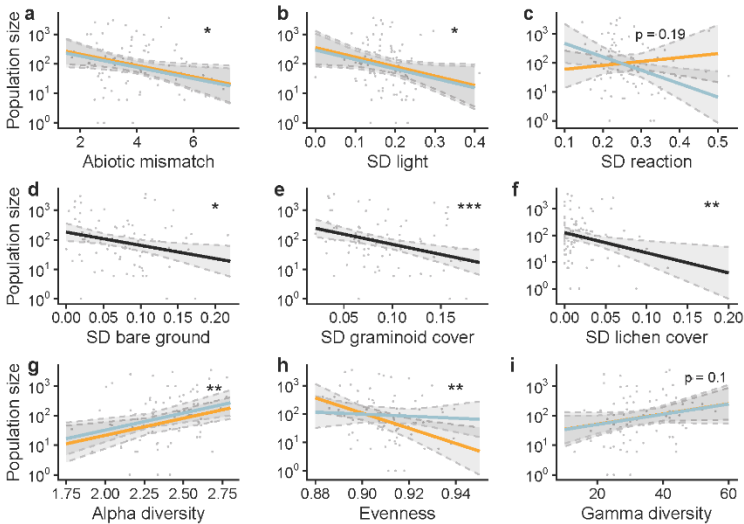 a * b * c p = 0.19
Population size
10³
10²
10¹
10⁰
2 4 6 0.0 0.1 0.2 0.3 0.4 0.1 0.2 0.3 0.4 0.5
Abiotic mismatch SD light SD reaction
d * e *** f **
Population size
10³
10²
10¹
10⁰
0.00 0.05 0.10 0.15 0.20 0.05 0.10 0.15 0.00 0.05 0.10 0.15 0.20
SD bare ground SD graminoid cover SD lichen cover
g ** h ** i p = 0.1
Population size
10³
10²
10¹
10⁰
1.75 2.00 2.25 2.50 2.75 0.88 0.90 0.92 0.94 20 40 60
Alpha diversity Evenness Gamma diversity